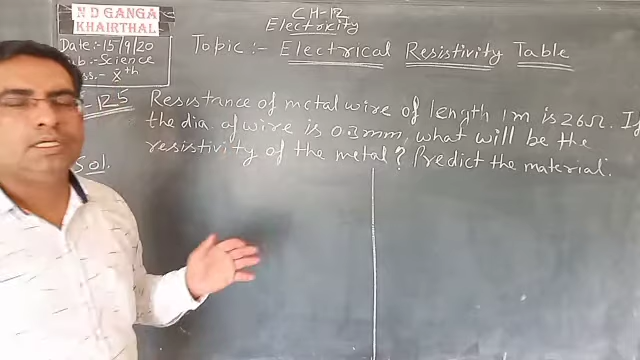 N D GANGA
KHAIRTHAL
CH-12
Electricity
Date:-15/9/20
Sub.-Science
Class.- Xth
Topic :- Electrical Resistivity Table
12.5 Resistance of metal wire of length 1m is 26Ω. If
the dia. of wire is 0.3mm, what will be the
resistivity of the metal? Predict the material.
Sol.